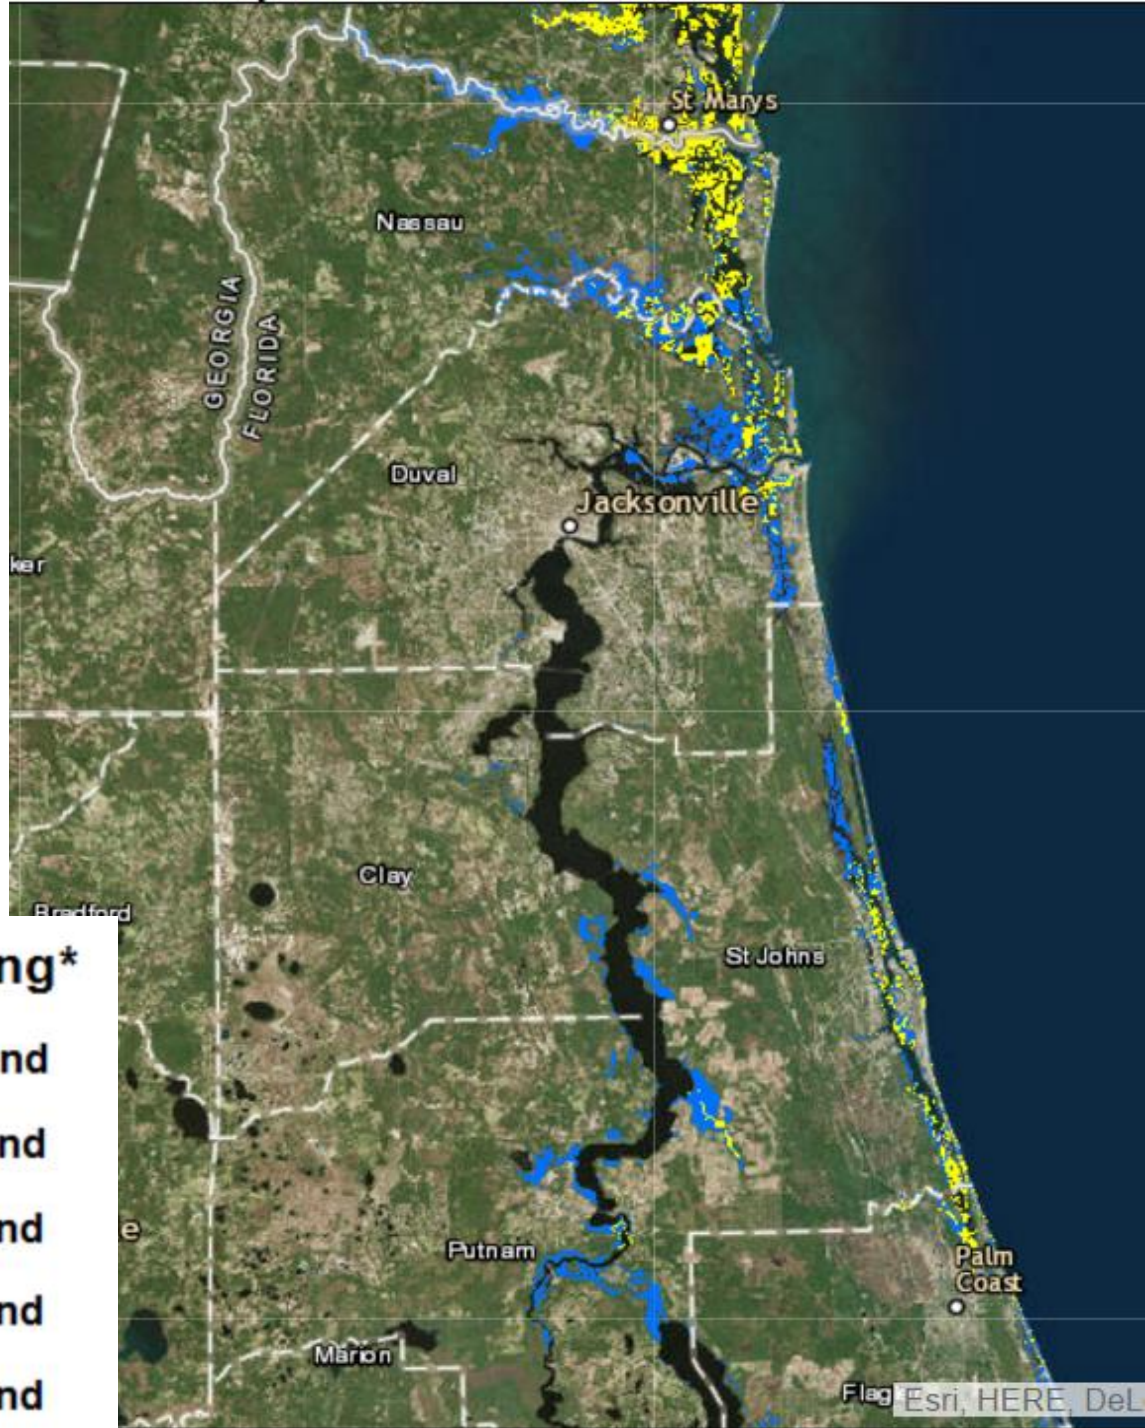 St Marys
Nassau
GEORGIA
FLORIDA
Duval
Jacksonville
ker
Clay
Bradford
ng*
St Johns
nd
nd
nd
e
Putnam
Palm
Coast
nd
Marion
nd
Flag
Esri, HERE, DeL